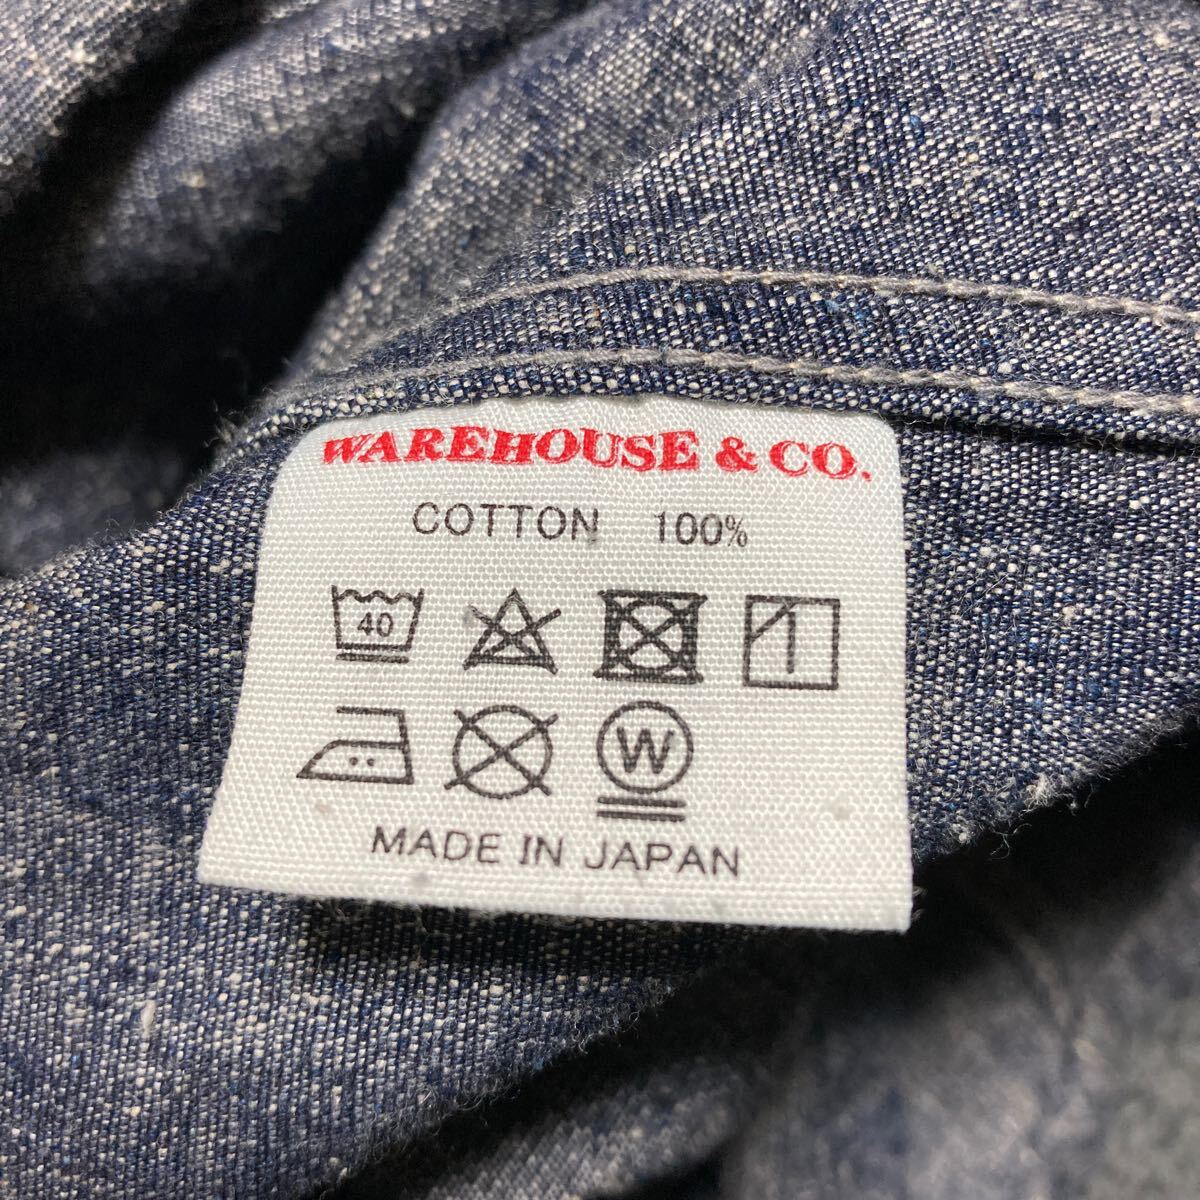 WAREHOUSE & CO.
COTTON 100%
40
W
MADE IN JAPAN